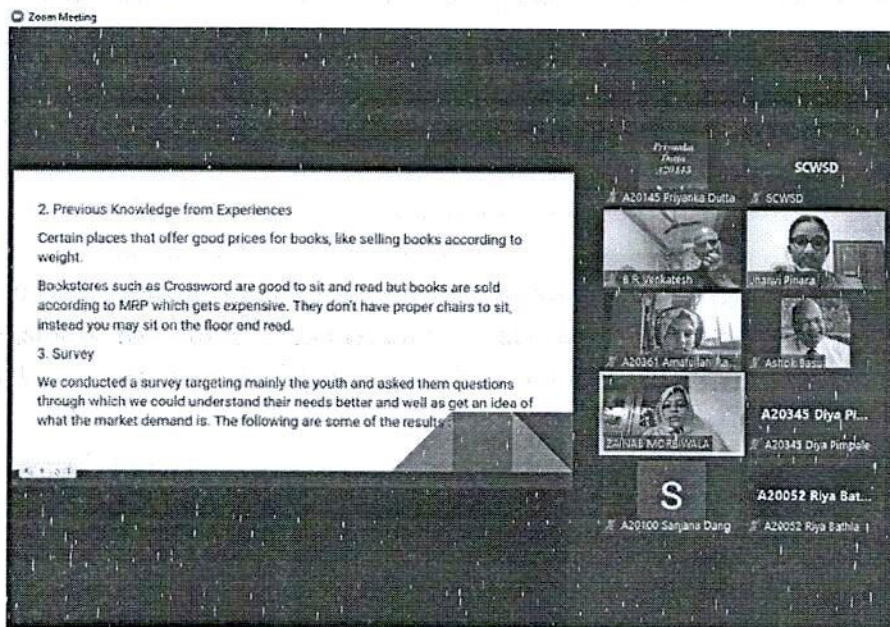 Zoom Meeting
2. Previous Knowledge from Experiences
Certain places that offer good prices for books, like selling books according to
weight.
Bookstores such as Crossword are good to sit and read but books are sold
according to MRP which gets expensive. They don't have proper chairs to sit,
instead you may sit on the floor and read.
3. Survey
We conducted a survey targeting mainly the youth and asked them questions
through which we could understand their needs better and well as get an idea of
what the market demand is. The following are some of the results
Priyanka
Dutta
A20145
A20145 Priyanka Dutta
SCWSD
SCWSD
B R Venkatesh
Pinara
A20361
Ashok Basu
ZAINAB MORBIWALA
A20345 Diya Pi...
A20345 Diya Pimpale
S
A20100 Sanjana Dang
A20052 Riya Bat...
A20052 Riya Bathla